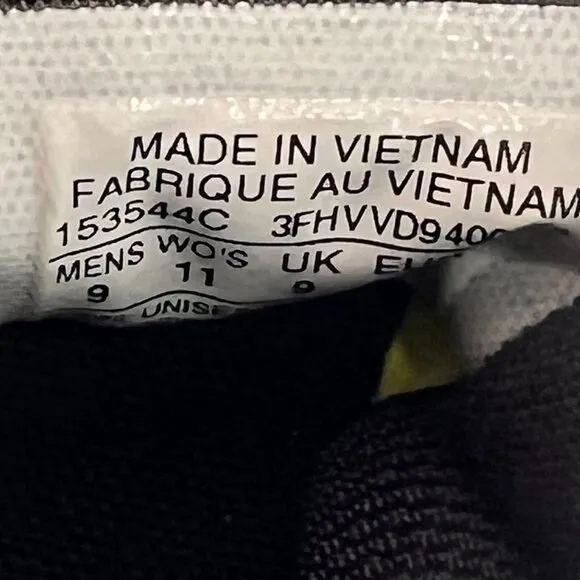 MADE IN VIETNAM
FABRIQUE AU VIETNAM
153544C 3FHVVD940
MENS WO'S UK
9 11 9